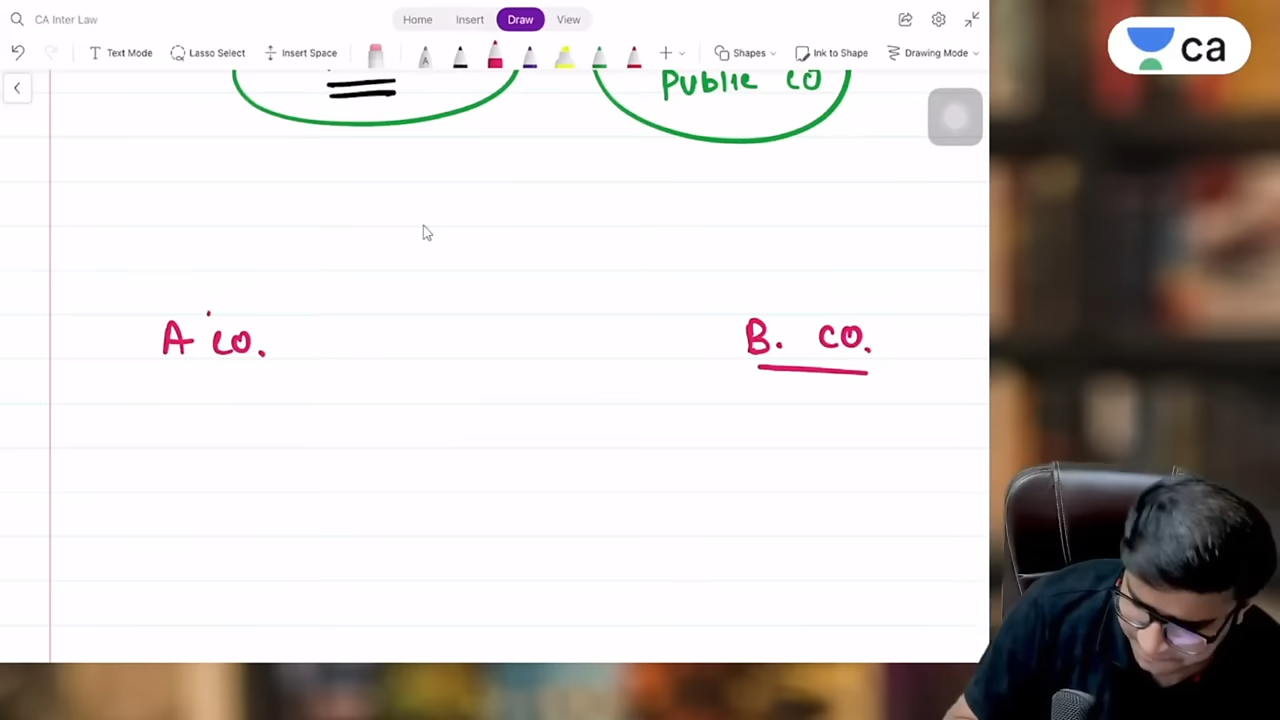 CA Inter Law
Home Insert Draw View
Text Mode Lasso Select Insert Space A Shapes Ink to Shape Drawing Mode
ca
Public CO
A co.
B. CO.